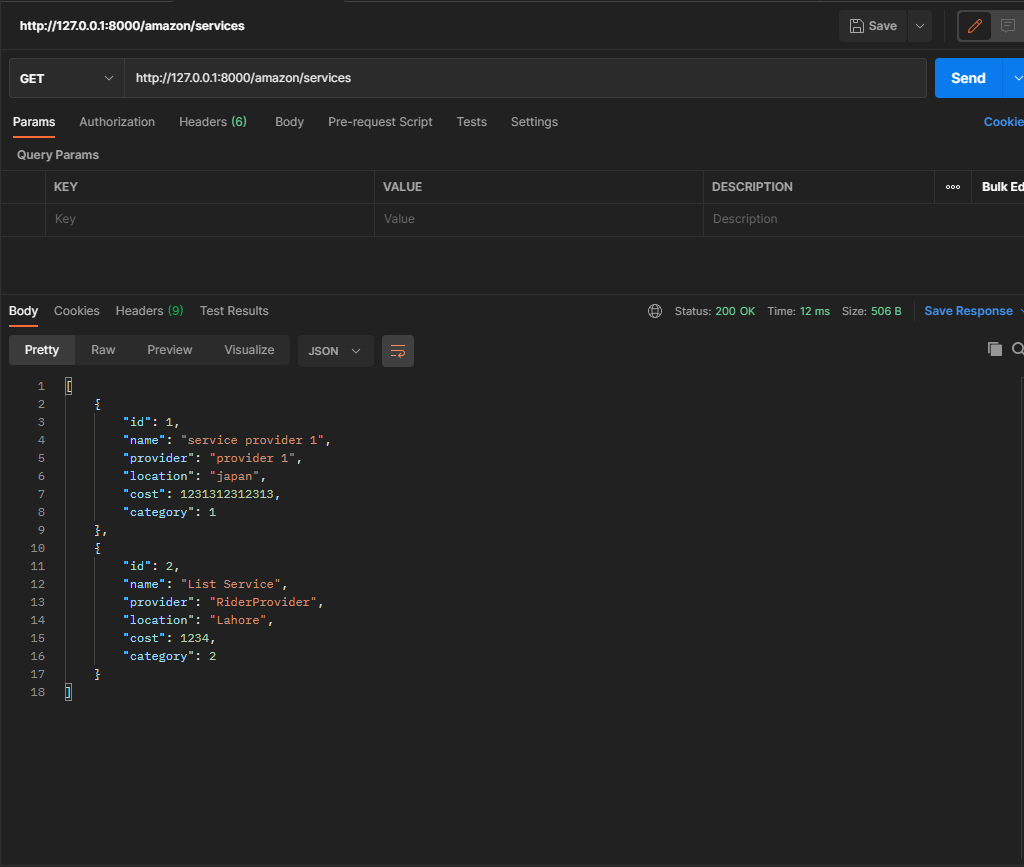 http://127.0.0.1:8000/amazon/services Save
GET http://127.0.0.1:8000/amazon/services Send
Params Authorization Headers (6) Body Pre-request Script Tests Settings Cookie
Query Params
KEY VALUE DESCRIPTION ooo Bulk Ed
Key Value Description
Body Cookies Headers (9) Test Results Status: 200 OK Time: 12 ms Size: 506 B Save Response
Pretty Raw Preview Visualize JSON
1 [
2 {
3 "id": 1,
4 "name": "service provider 1",
5 "provider": "provider 1",
6 "location": "japan",
7 "cost": 1231312312313,
8 "category": 1
9 },
10 {
11 "id": 2,
12 "name": "List Service",
13 "provider": "RiderProvider",
14 "location": "Lahore",
15 "cost": 1234,
16 "category": 2
17 }
18 ]